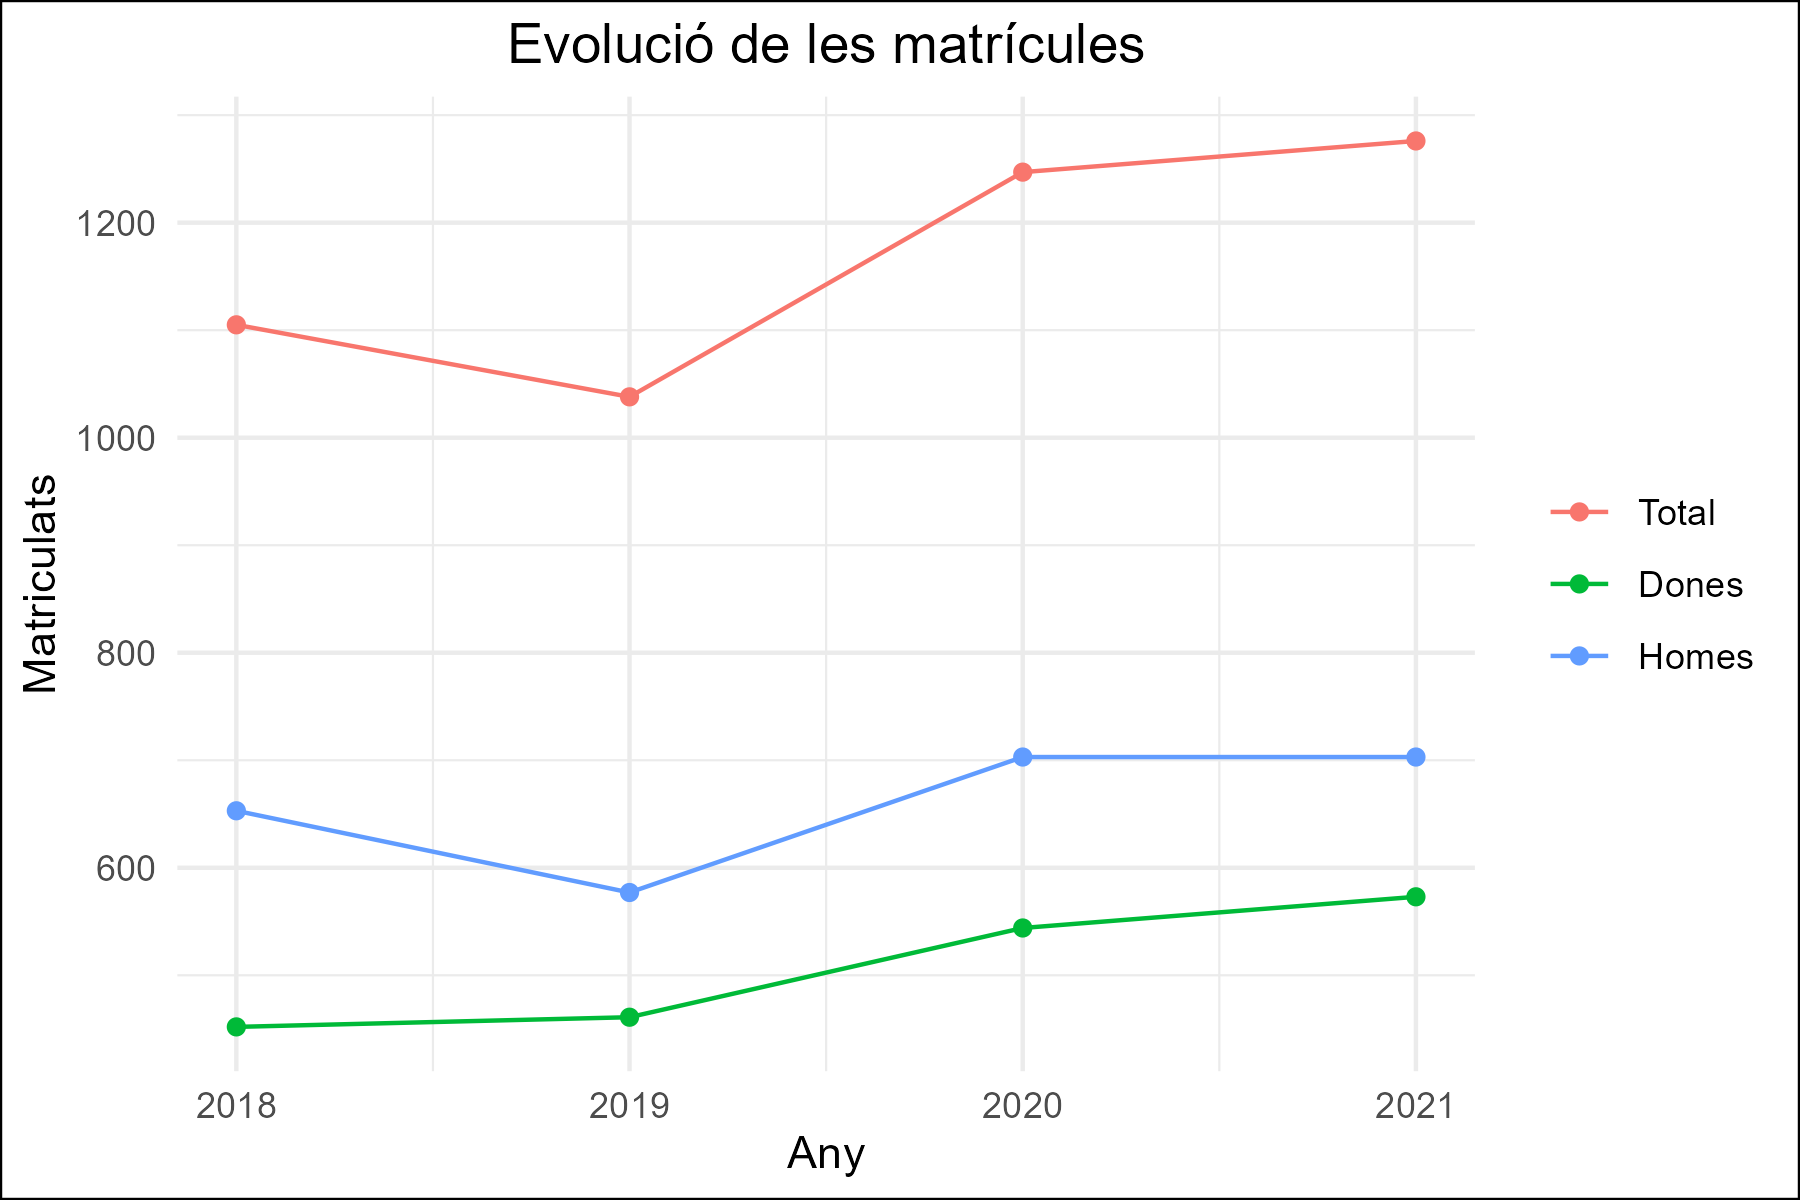 Evolució de les matrícules
Matriculats
1200
1000
800
600
2018 2019 2020 2021
Any
Total
Dones
Homes